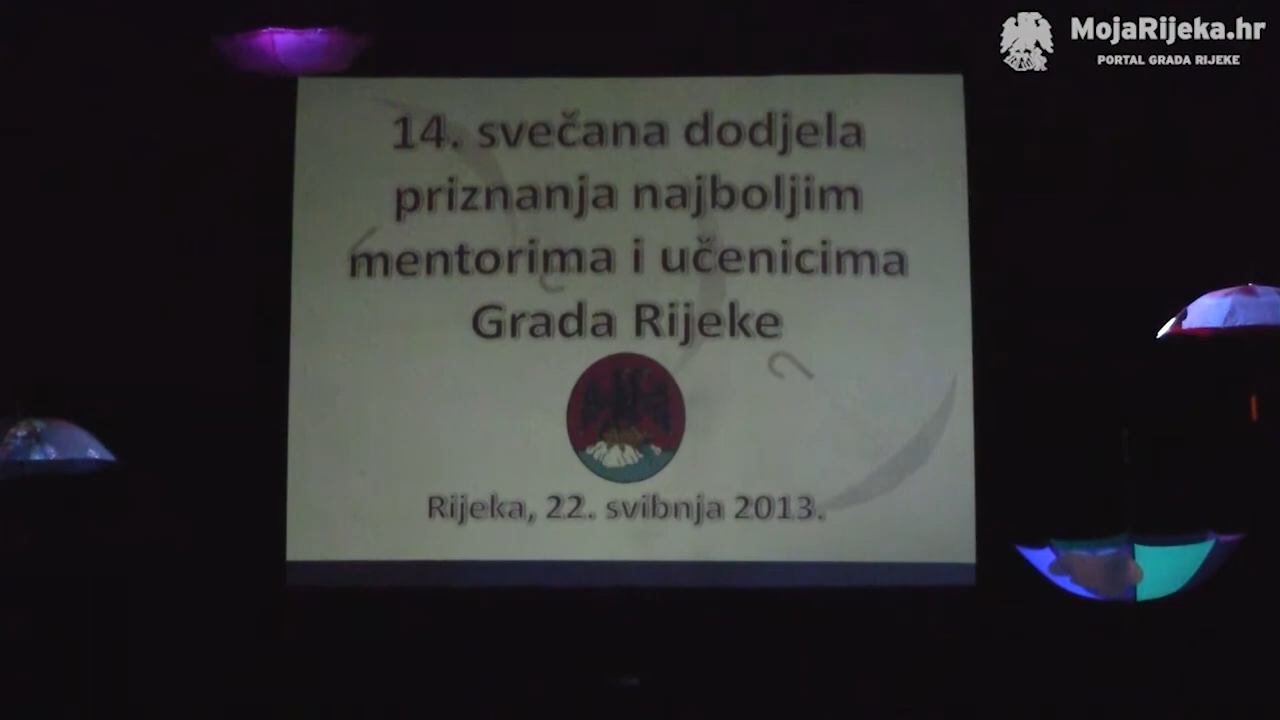 MojaRijeka.hr
PORTAL GRADA RIJEKE
14. svečana dodjela
priznanja najboljim
mentorima i učenicima
Grada Rijeke
Rijeka, 22. svibnja 2013.